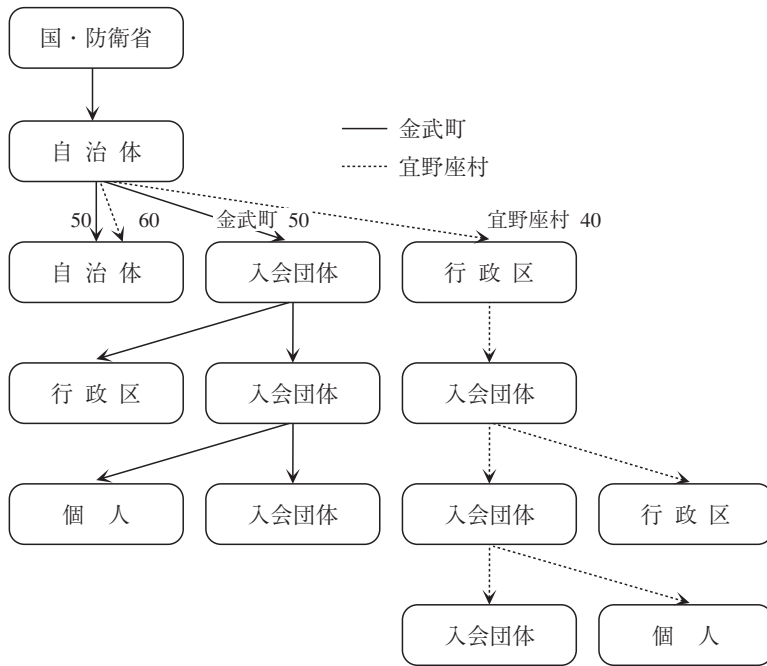 国・防衛省
自 治 体
金武町
宜野座村
50 60 金武町 50 宜野座村 40
自 治 体 入会団体 行 政 区
行 政 区 入会団体 入会団体
個 人 入会団体 入会団体 行 政 区
入会団体 個 人